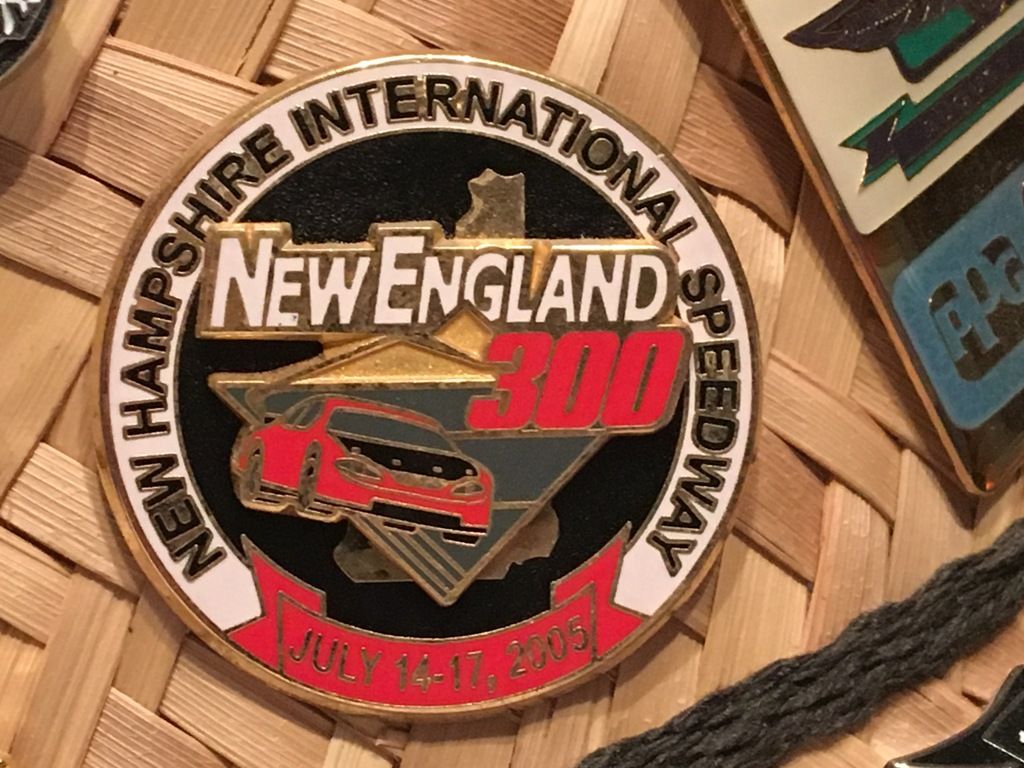 NEW HAMPSHIRE INTERNATIONAL SPEEDWAY
NEW ENGLAND
300
JULY 14-17, 2005